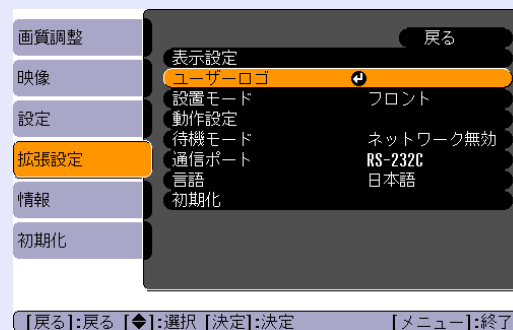 画質調整
映像
設定
拡張設定
情報
初期化
戻る
表示設定
ユーザーロゴ
設置モード フロント
動作設定
待機モード ネットワーク無効
通信ポート RS-232C
言語 日本語
初期化
[戻る]:戻る [◆]:選択 [決定]:決定 [メニュー]:終了